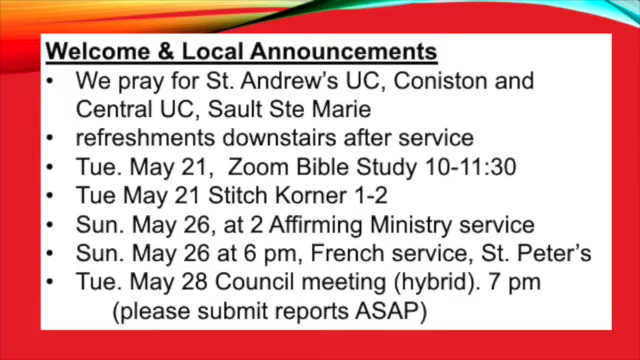 Welcome & Local Announcements
• We pray for St. Andrew's UC, Coniston and
Central UC, Sault Ste Marie
• refreshments downstairs after service
• Tue. May 21, Zoom Bible Study 10-11:30
• Tue May 21 Stitch Korner 1-2
• Sun. May 26, at 2 Affirming Ministry service
• Sun. May 26 at 6 pm, French service, St. Peter's
• Tue. May 28 Council meeting (hybrid). 7 pm
(please submit reports ASAP)